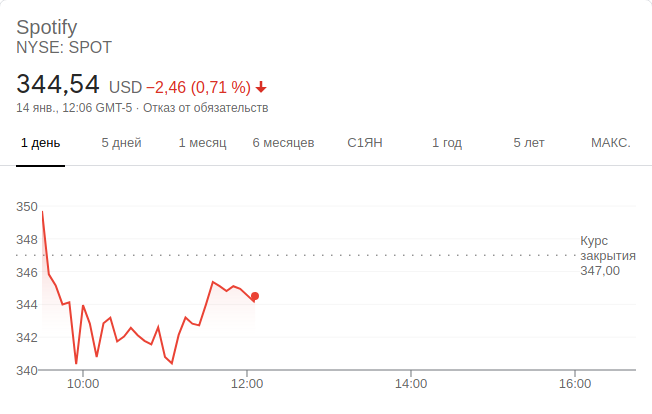 Spotify
NYSE: SPOT
344,54 USD −2,46 (0,71 %)
14 янв., 12:06 GMT-5 · Отказ от обязательств
1 день 5 дней 1 месяц 6 месяцев С1ЯН 1 год 5 лет МАКС.
350
348
346
344
342
340
Курс
закрытия
347,00
10:00 12:00 14:00 16:00